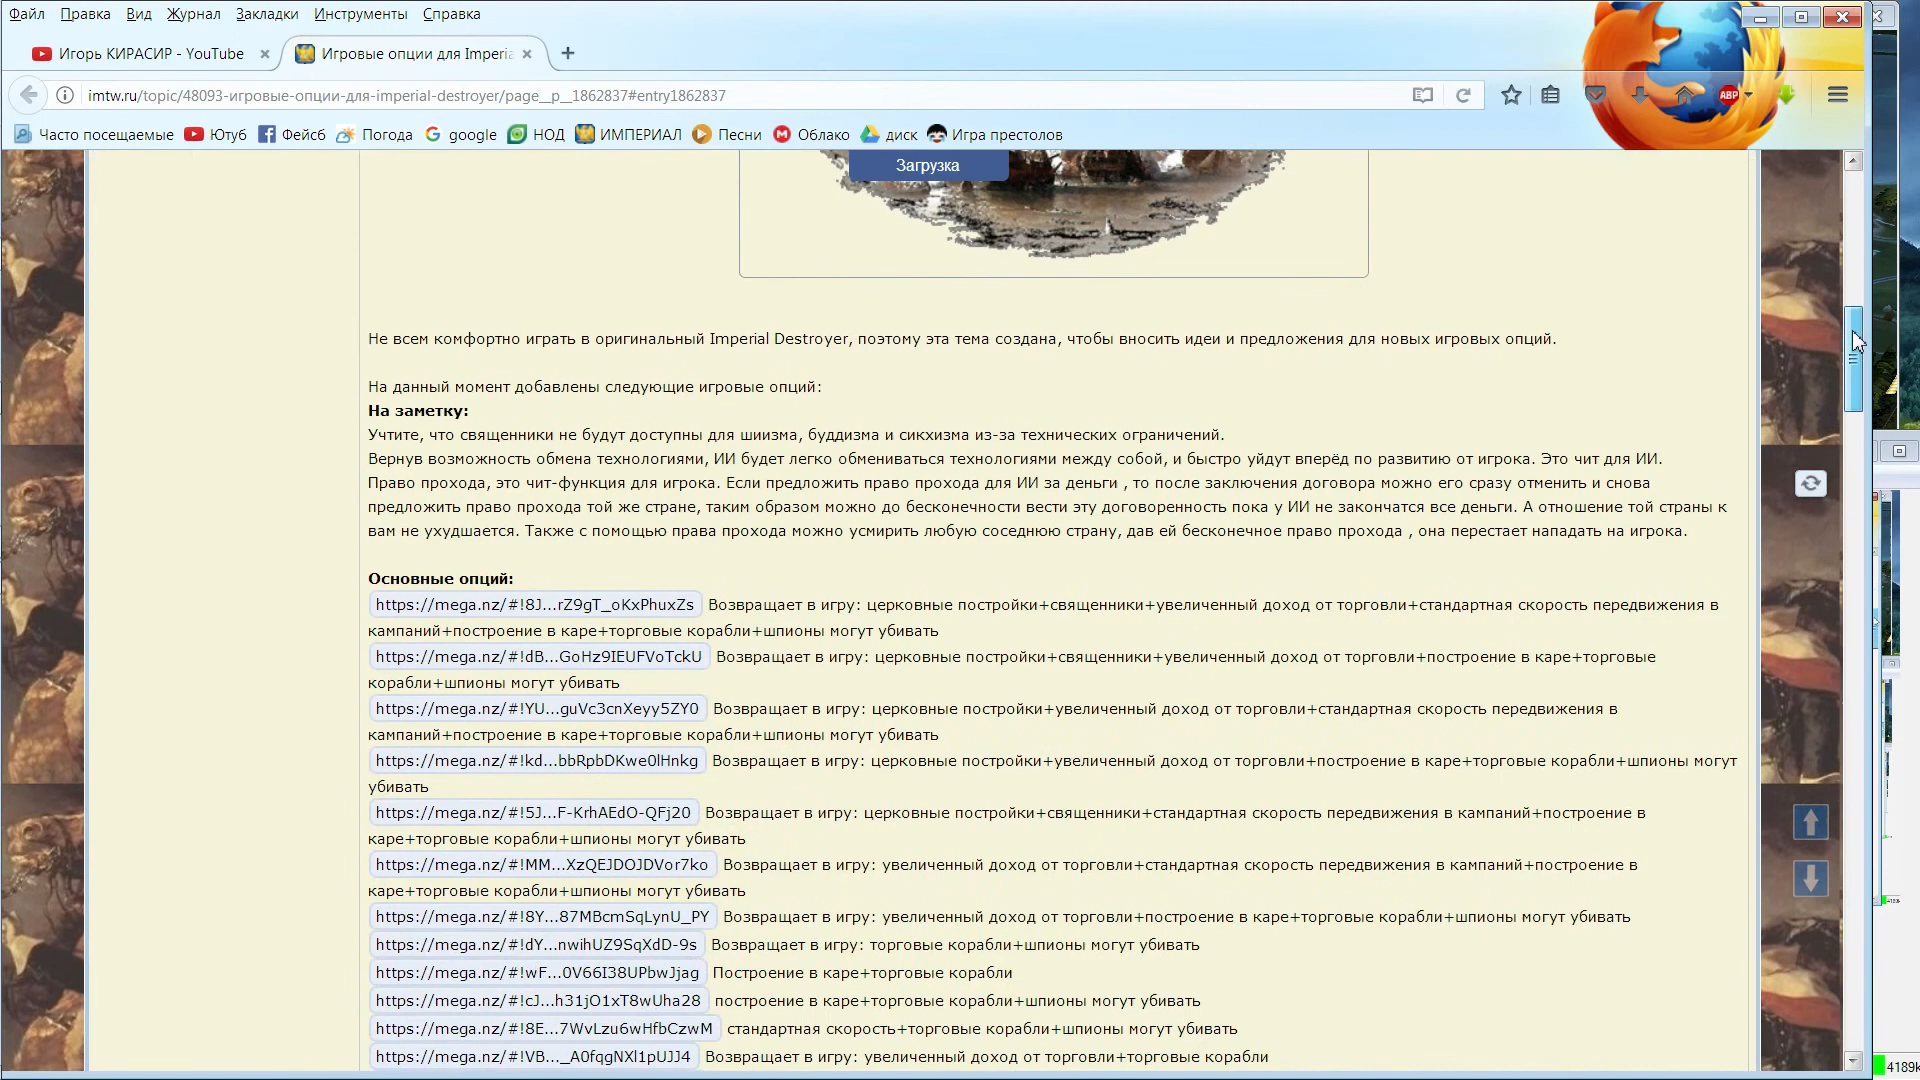 Файл Правка Вид Журнал Закладки Инструменты Справка
Игорь КИРАСИР - YouTube
Игровые опции для Imperia
imtw.ru/topic/48093-игровые-опции-для-imperial-destroyer/page__p__1862837#entry1862837
ABP
Часто посещаемые Ютуб Фейсб Погода google НОД ИМПЕРИАЛ Песни Облако диск Игра престолов
Загрузка
Не всем комфортно играть в оригинальный Imperial Destroyer, поэтому эта тема создана, чтобы вносить идеи и предложения для новых игровых опций.
На данный момент добавлены следующие игровые опций:
На заметку:
Учтите, что священники не будут доступны для шиизма, буддизма и сикхизма из-за технических ограничений.
Вернув возможность обмена технологиями, ИИ будет легко обмениваться технологиями между собой, и быстро уйдут вперёд по развитию от игрока. Это чит для ИИ.
Право прохода, это чит-функция для игрока. Если предложить право прохода для ИИ за деньги , то после заключения договора можно его сразу отменить и снова
предложить право прохода той же стране, таким образом можно до бесконечности вести эту договоренность пока у ИИ не закончатся все деньги. А отношение той страны к
вам не ухудшается. Также с помощью права прохода можно усмирить любую соседнюю страну, дав ей бесконечное право прохода , она перестает нападать на игрока.
Основные опций:
https://mega.nz/#!8J...rZ9gT_oKxPhuxZs Возвращает в игру: церковные постройки+священники+увеличенный доход от торговли+стандартная скорость передвижения в
кампаний+построение в каре+торговые корабли+шпионы могут убивать
https://mega.nz/#!dB...GoHz9IEUFVoTckU Возвращает в игру: церковные постройки+священники+увеличенный доход от торговли+построение в каре+торговые
корабли+шпионы могут убивать
https://mega.nz/#!YU...guVc3cnXeyy5ZY0 Возвращает в игру: церковные постройки+увеличенный доход от торговли+стандартная скорость передвижения в
кампаний+построение в каре+торговые корабли+шпионы могут убивать
https://mega.nz/#!kd...bbRpbDKwe0lHnkg Возвращает в игру: церковные постройки+увеличенный доход от торговли+построение в каре+торговые корабли+шпионы могут
убивать
https://mega.nz/#!5J...F-KrhAEdO-QFj20 Возвращает в игру: церковные постройки+священники+стандартная скорость передвижения в кампаний+построение в
каре+торговые корабли+шпионы могут убивать
https://mega.nz/#!MM...XzQEJDOJDVor7ko Возвращает в игру: увеличенный доход от торговли+стандартная скорость передвижения в кампаний+построение в
каре+торговые корабли+шпионы могут убивать
https://mega.nz/#!8Y...87MBcmSqLynU_PY Возвращает в игру: увеличенный доход от торговли+построение в каре+торговые корабли+шпионы могут убивать
https://mega.nz/#!dY...nwihUZ9SqXdD-9s Возвращает в игру: торговые корабли+шпионы могут убивать
https://mega.nz/#!wF...0V66I38UPbwJjag Построение в каре+торговые корабли
https://mega.nz/#!cJ...h31jO1xT8wUha28 построение в каре+торговые корабли+шпионы могут убивать
https://mega.nz/#!8E...7WvLzu6wHfbCzwM стандартная скорость+торговые корабли+шпионы могут убивать
https://mega.nz/#!VB..._A0fqgNXl1pUJJ4 Возвращает в игру: увеличенный доход от торговли+торговые корабли
4189k